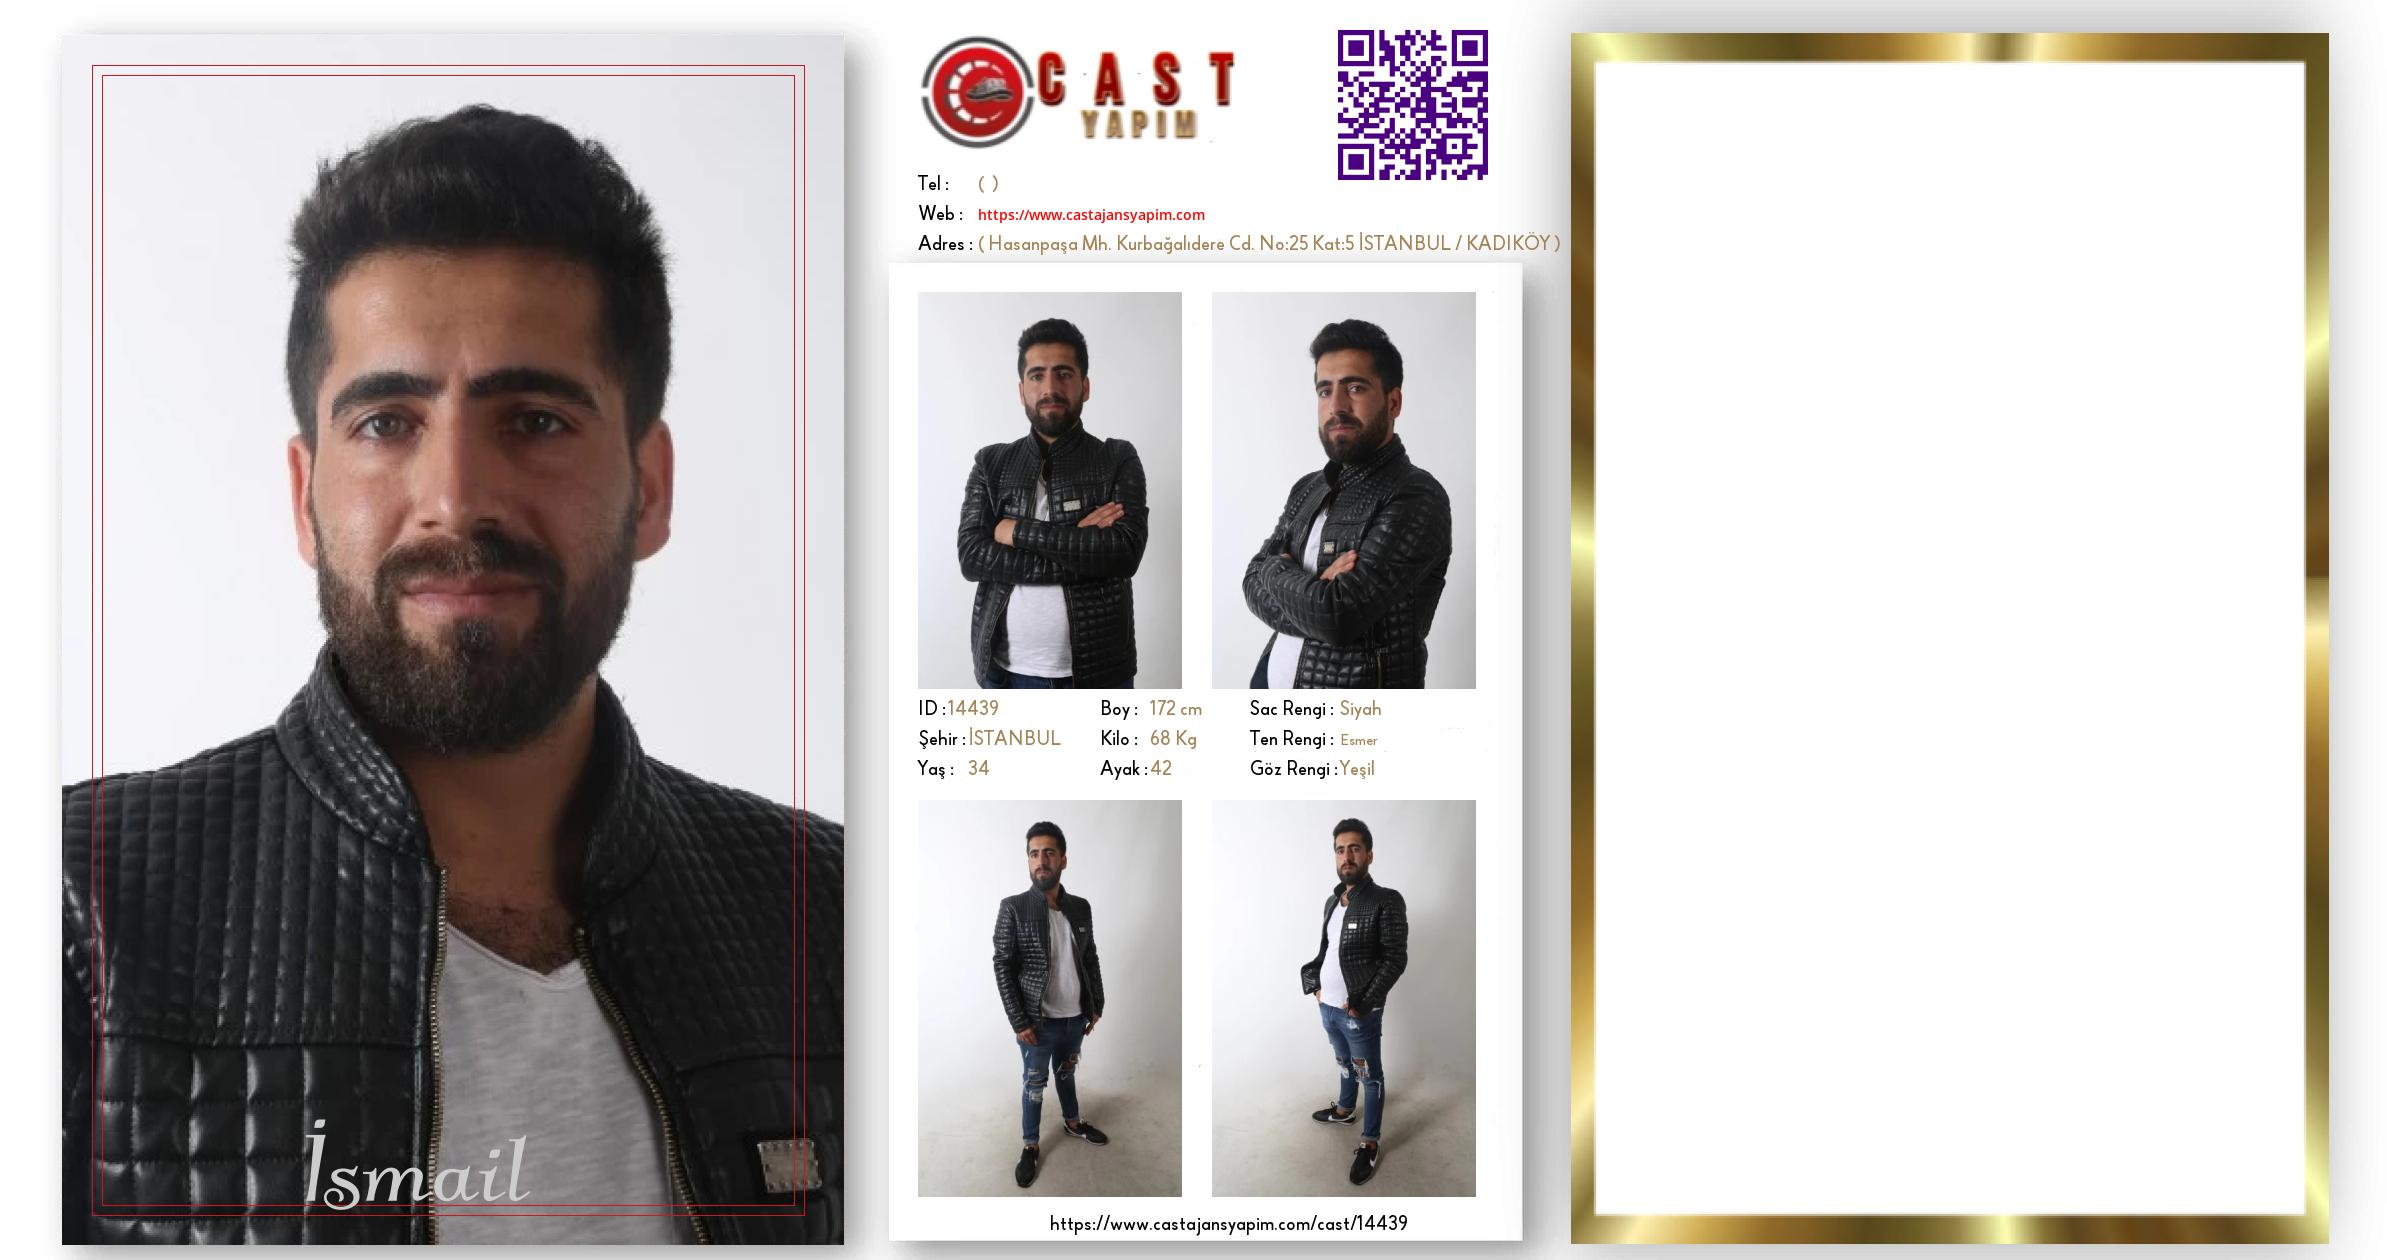 İsmail
CAST
YAPIM
Tel : ( )
Web : https://www.castajansyapim.com
Adres : ( Hasanpaşa Mh. Kurbağalıdere Cd. No:25 Kat:5 İSTANBUL / KADIKÖY )
ID : 14439 Boy : 172 cm Sac Rengi : Siyah
Şehir : İSTANBUL Kilo : 68 Kg Ten Rengi : Esmer
Yaş : 34 Ayak : 42 Göz Rengi : Yeşil
https://www.castajansyapim.com/cast/14439